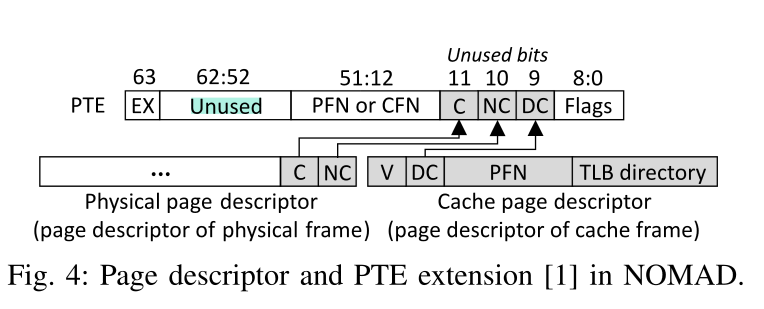 Unused bits
63 62:52 51:12 11 10 9 8:0
PTE EX Unused PFN or CFN C NC DC Flags
... C NC V DC PFN TLB directory
Physical page descriptor Cache page descriptor
(page descriptor of physical frame) (page descriptor of cache frame)
Fig. 4: Page descriptor and PTE extension [1] in NOMAD.